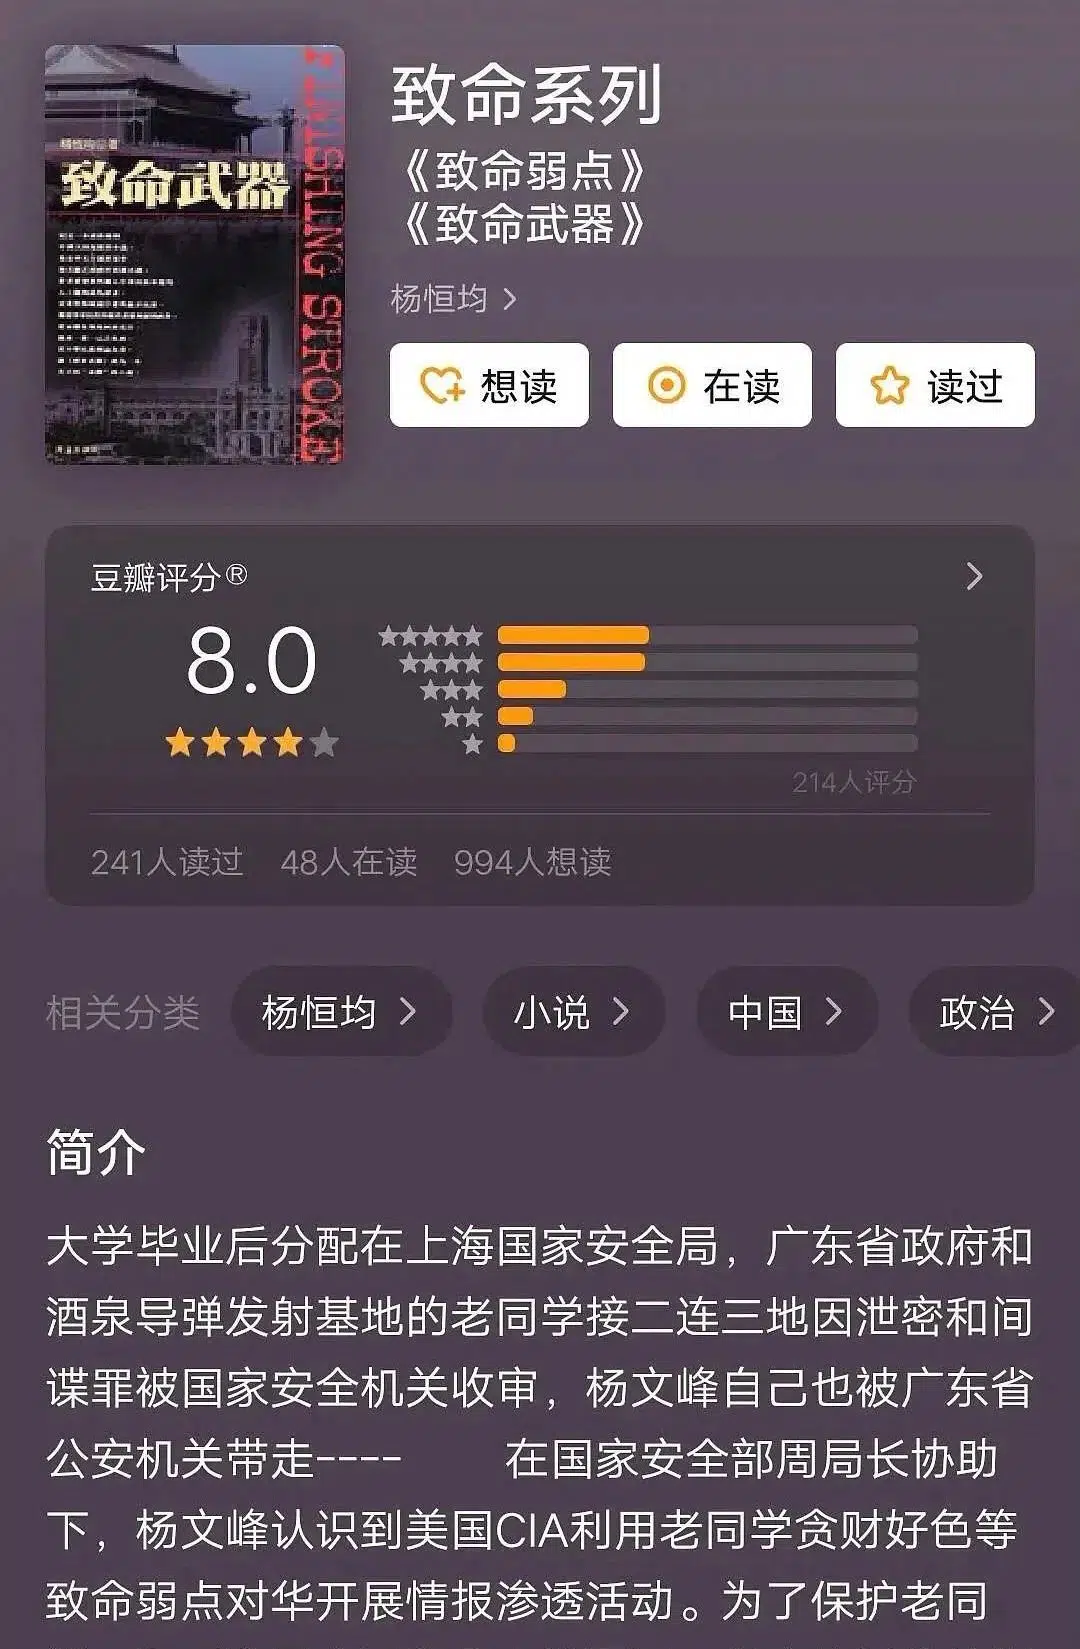 致命武器
FINISHING STROKE
致命系列
《致命弱点》
《致命武器》
杨恒均 >
想读
在读
读过
豆瓣评分®
8.0
214人评分
241人读过 48人在读 994人想读
相关分类 杨恒均 > 小说 > 中国 > 政治 >
简介
大学毕业后分配在上海国家安全局，广东省政府和
酒泉导弹发射基地的老同学接二连三地因泄密和间
谍罪被国家安全机关收审，杨文峰自己也被广东省
公安机关带走---- 在国家安全部周局长协助
下，杨文峰认识到美国CIA利用老同学贪财好色等
致命弱点对华开展情报渗透活动。为了保护老同